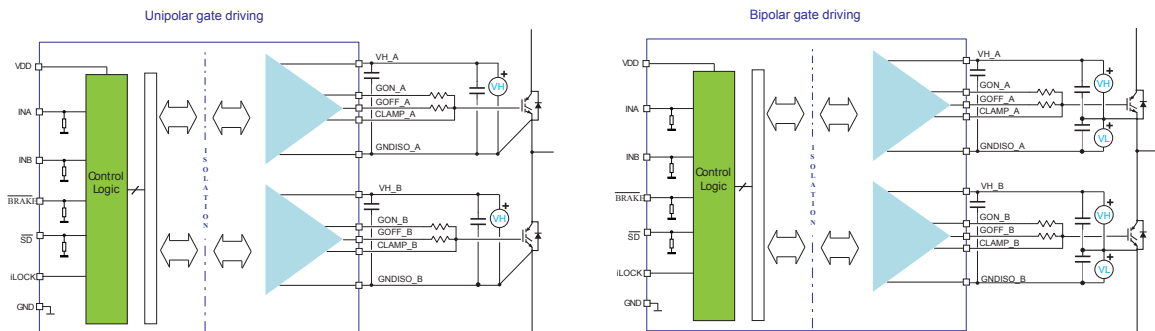 Unipolar gate driving
VDD
INA
INB
BRAKE
SD
iLOCK
GND
Control
Logic
ISOLATION
VH_A
GON_A
GOFF_A
CLAMP_A
GNDISO_A
VH
+
VH_B
GON_B
GOFF_B
CLAMP_B
GNDISO_B
VH
+
Bipolar gate driving
VDD
INA
INB
BRAKE
SD
iLOCK
GND
Control
Logic
ISOLATION
VH_A
GON_A
GOFF_A
CLAMP_A
GNDISO_A
VH
+
VL
+
VH_B
GON_B
GOFF_B
CLAMP_B
GNDISO_B
VH
+
VL
+